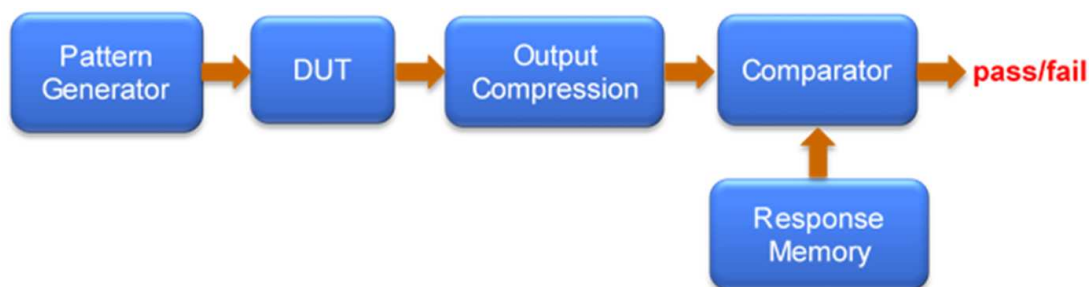 Pattern
Generator
DUT
Output
Compression
Comparator
pass/fail
Response
Memory